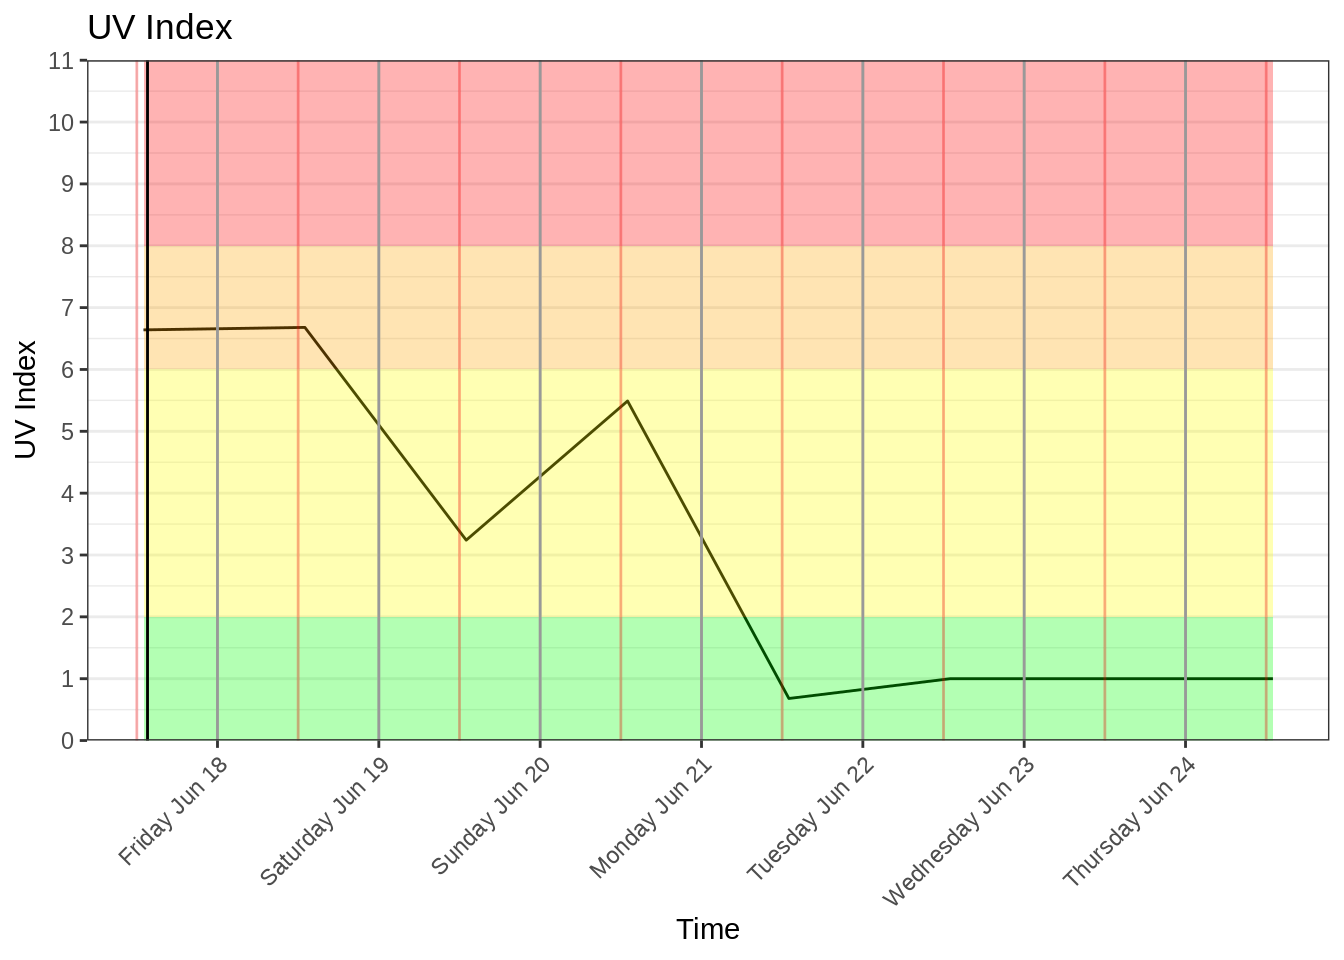 UV Index
11
10
9
8
7
6
5
4
3
2
1
0
UV Index
Friday Jun 18
Saturday Jun 19
Sunday Jun 20
Monday Jun 21
Tuesday Jun 22
Wednesday Jun 23
Thursday Jun 24
Time